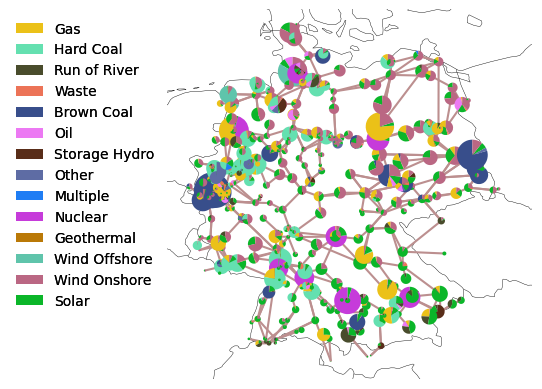 Gas
Hard Coal
Run of River
Waste
Brown Coal
Oil
Storage Hydro
Other
Multiple
Nuclear
Geothermal
Wind Offshore
Wind Onshore
Solar